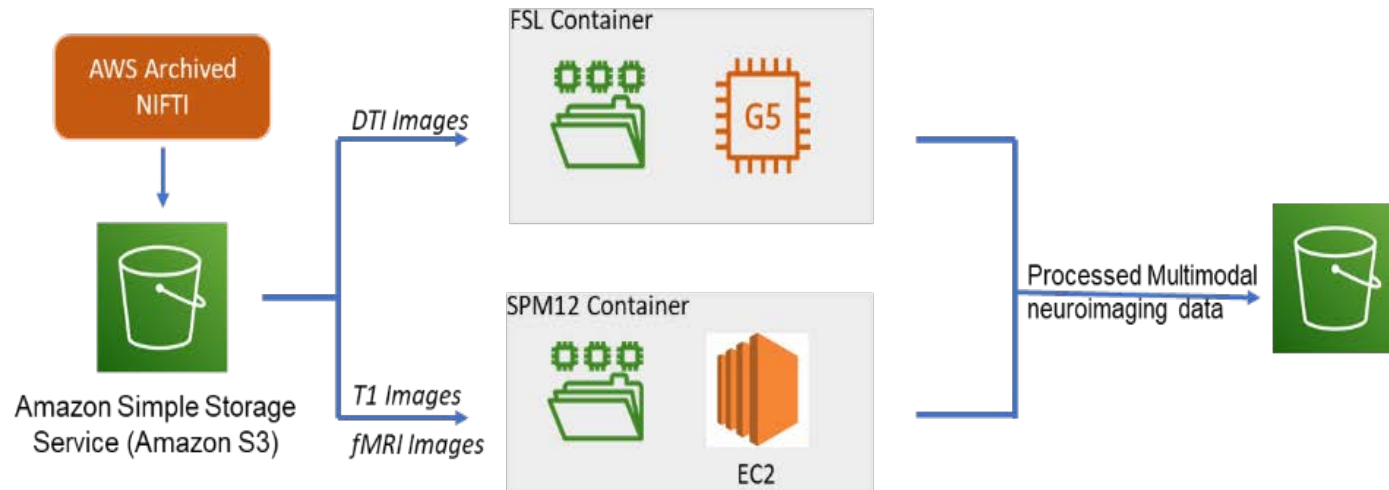 AWS Archived
NIFTI
Amazon Simple Storage
Service (Amazon S3)
DTI Images
T1 Images
fMRI Images
FSL Container
G5
SPM12 Container
EC2
Processed Multimodal
neuroimaging data